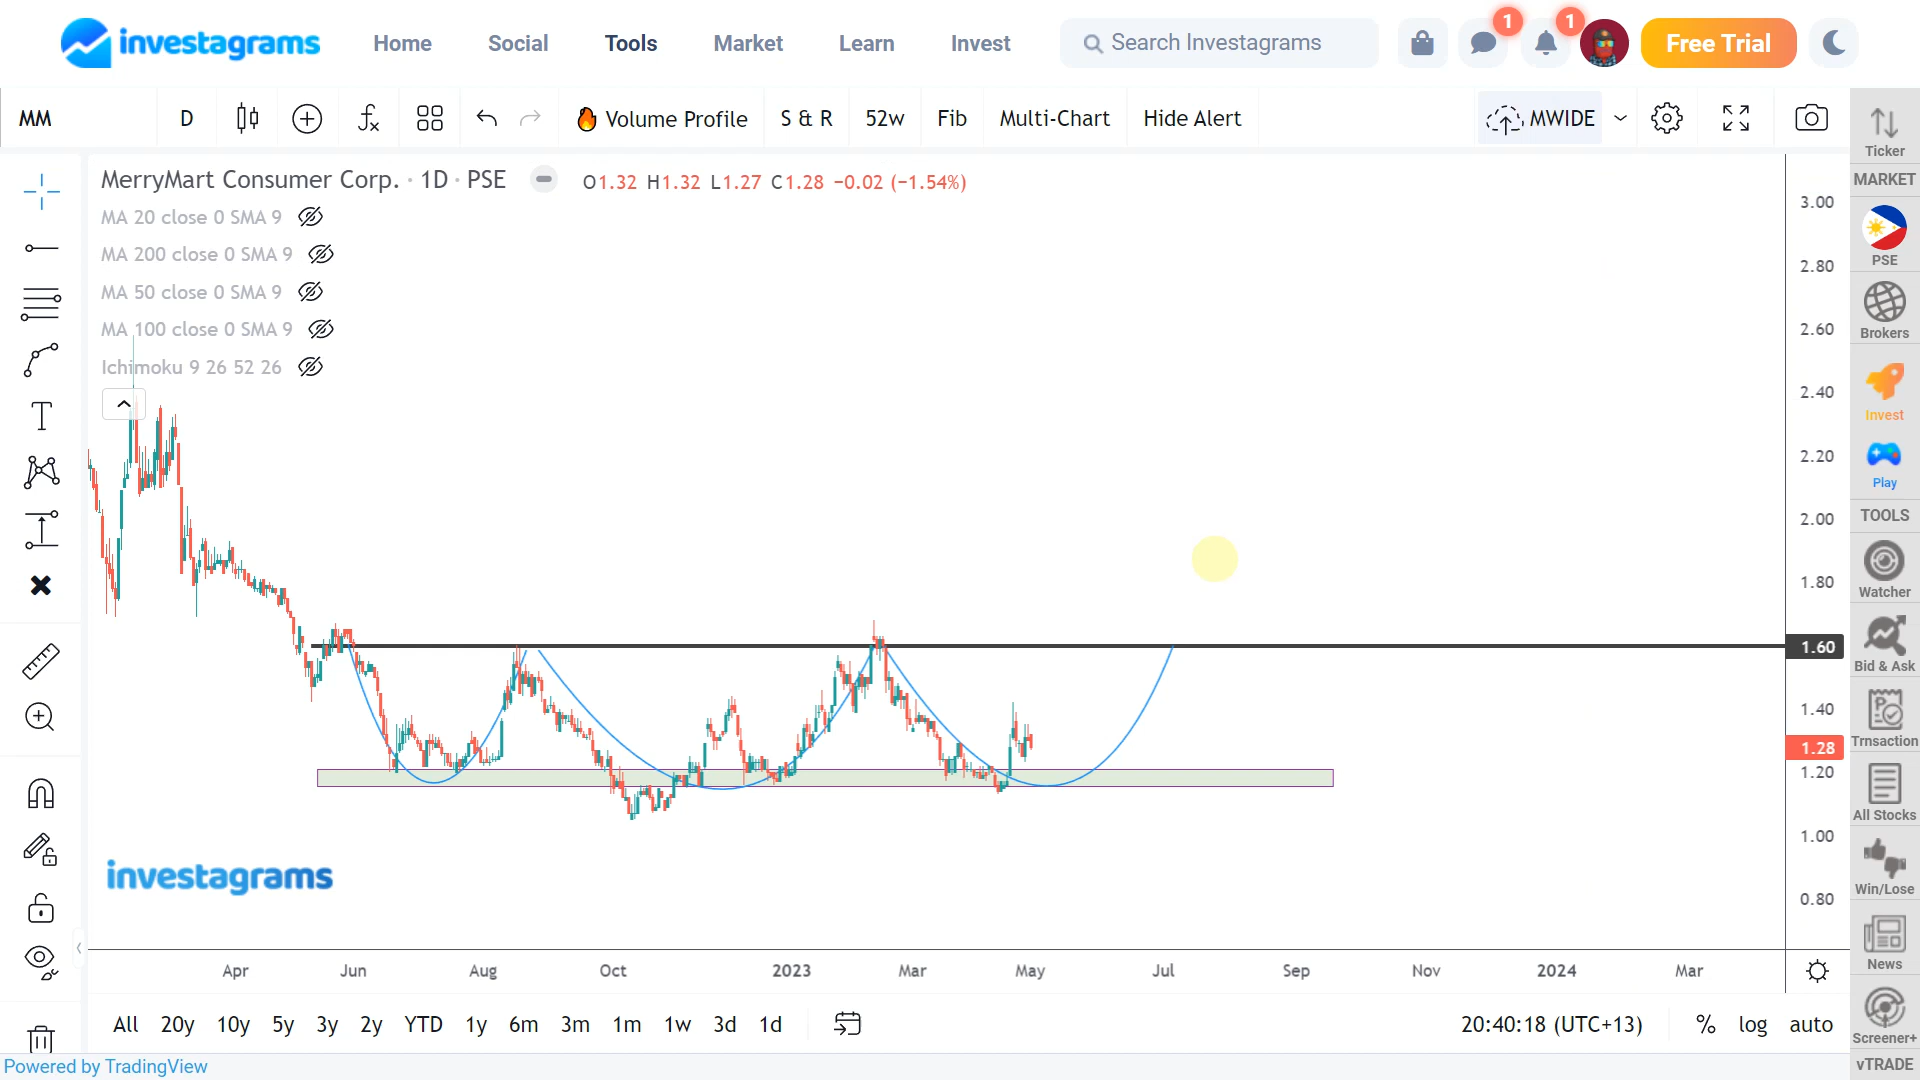 investagrams Home Social Tools Market Learn Invest Search Investagrams 1 1 Free Trial
MM D Volume Profile S & R 52w Fib Multi-Chart Hide Alert MWIDE
MerryMart Consumer Corp. · 1D · PSE O1.32 H1.32 L1.27 C1.28 −0.02 (−1.54%)
MA 20 close 0 SMA 9
MA 200 close 0 SMA 9
MA 50 close 0 SMA 9
MA 100 close 0 SMA 9
Ichimoku 9 26 52 26
3.00
2.80
2.60
2.40
2.20
2.00
1.80
1.60
1.40
1.28
1.20
1.00
0.80
investagrams
Apr Jun Aug Oct 2023 Mar May Jul Sep Nov 2024 Mar
All 20y 10y 5y 3y 2y YTD 1y 6m 3m 1m 1w 3d 1d 20:40:18 (UTC+13) % log auto
Powered by TradingView
Ticker
MARKET
PSE
Brokers
Invest
Play
TOOLS
Watcher
Bid & Ask
Trnsaction
All Stocks
Win/Lose
News
Screener+
vTRADE